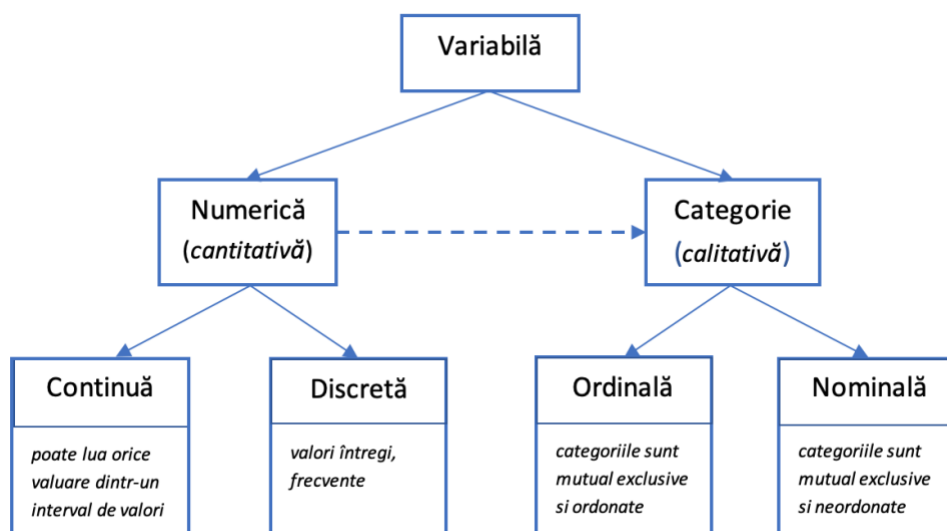 Variabilă
Numerică
(cantitativă)
Categorie
(calitativă)
Continuă
poate lua orice
valuare dintr-un
interval de valori
Discretă
valori întregi,
frecvente
Ordinală
categoriile sunt
mutual exclusive
si ordonate
Nominală
categoriile sunt
mutual exclusive
si neordonate